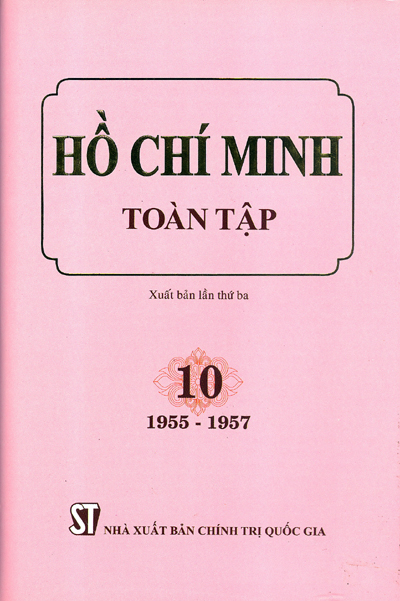 HỒ CHÍ MINH
TOÀN TẬP
Xuất bản lần thứ ba
10
1955 - 1957
ST NHÀ XUẤT BẢN CHÍNH TRỊ QUỐC GIA